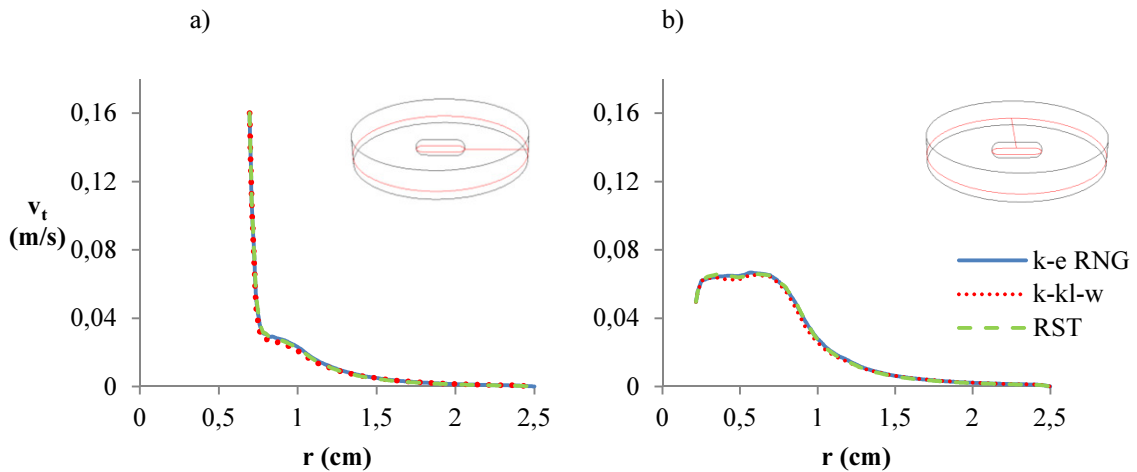 a)
b)
0,16
0,12
0,08
0,04
0
v_t
(m/s)
0 0,5 1 1,5 2 2,5
r (cm)
0,16
0,12
0,08
0,04
0
0 0,5 1 1,5 2 2,5
r (cm)
k-e RNG
k-kl-w
RST